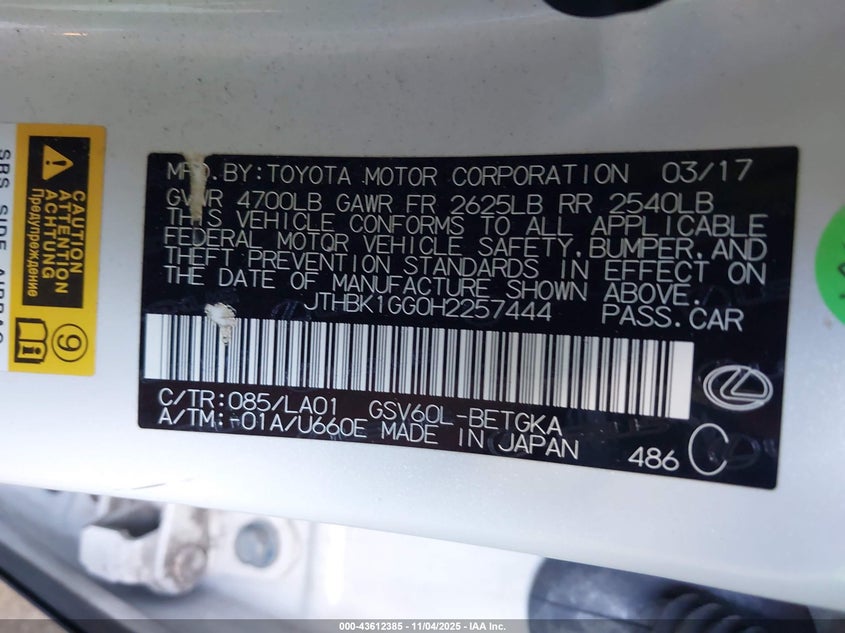 MFD. BY: TOYOTA MOTOR CORPORATION 03/17
GVWR 4700LB GAWR FR 2625LB RR 2540LB
THIS VEHICLE CONFORMS TO ALL APPLICABLE
FEDERAL MOTOR VEHICLE SAFETY, BUMPER, AND
THEFT PREVENTION STANDARDS IN EFFECT ON
THE DATE OF MANUFACTURE SHOWN ABOVE.
JTHBK1GG0H2257444 PASS. CAR
C/TR: 085/LA01 GSV60L-BETGKA
A/TM: -01A/U660E MADE IN JAPAN
486 C
CAUTION
ATTENTION
ACHTUNG
Предупреждение
9
SRS SIDE AIRBAG
000-43612385 - 11/04/2025 - IAA Inc.